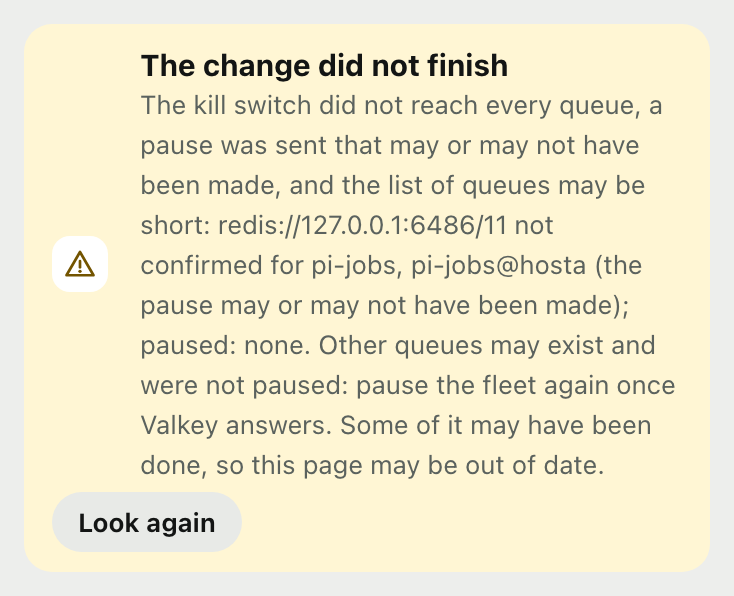 The change did not finish
The kill switch did not reach every queue, a
pause was sent that may or may not have
been made, and the list of queues may be
short: redis://127.0.0.1:6486/11 not
confirmed for pi-jobs, pi-jobs@hosta (the
pause may or may not have been made);
paused: none. Other queues may exist and
were not paused: pause the fleet again once
Valkey answers. Some of it may have been
done, so this page may be out of date.
Look again